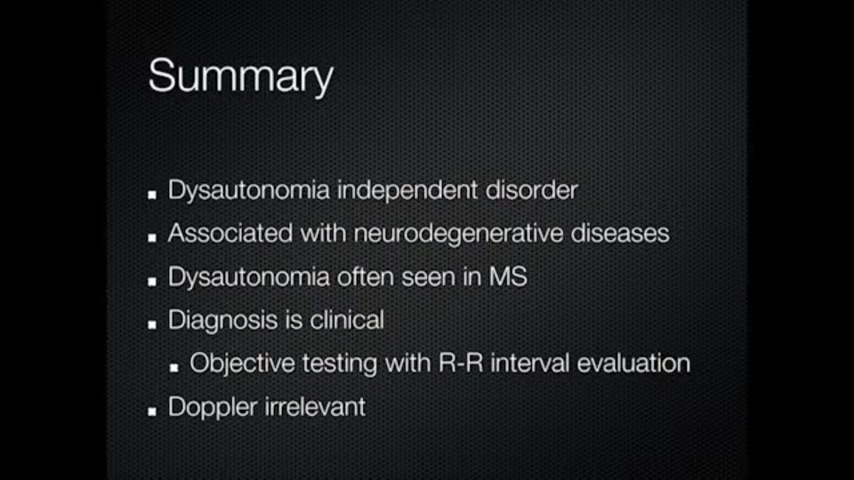 Summary
Dysautonomia independent disorder
Associated with neurodegenerative diseases
Dysautonomia often seen in MS
Diagnosis is clinical
Objective testing with R-R interval evaluation
Doppler irrelevant